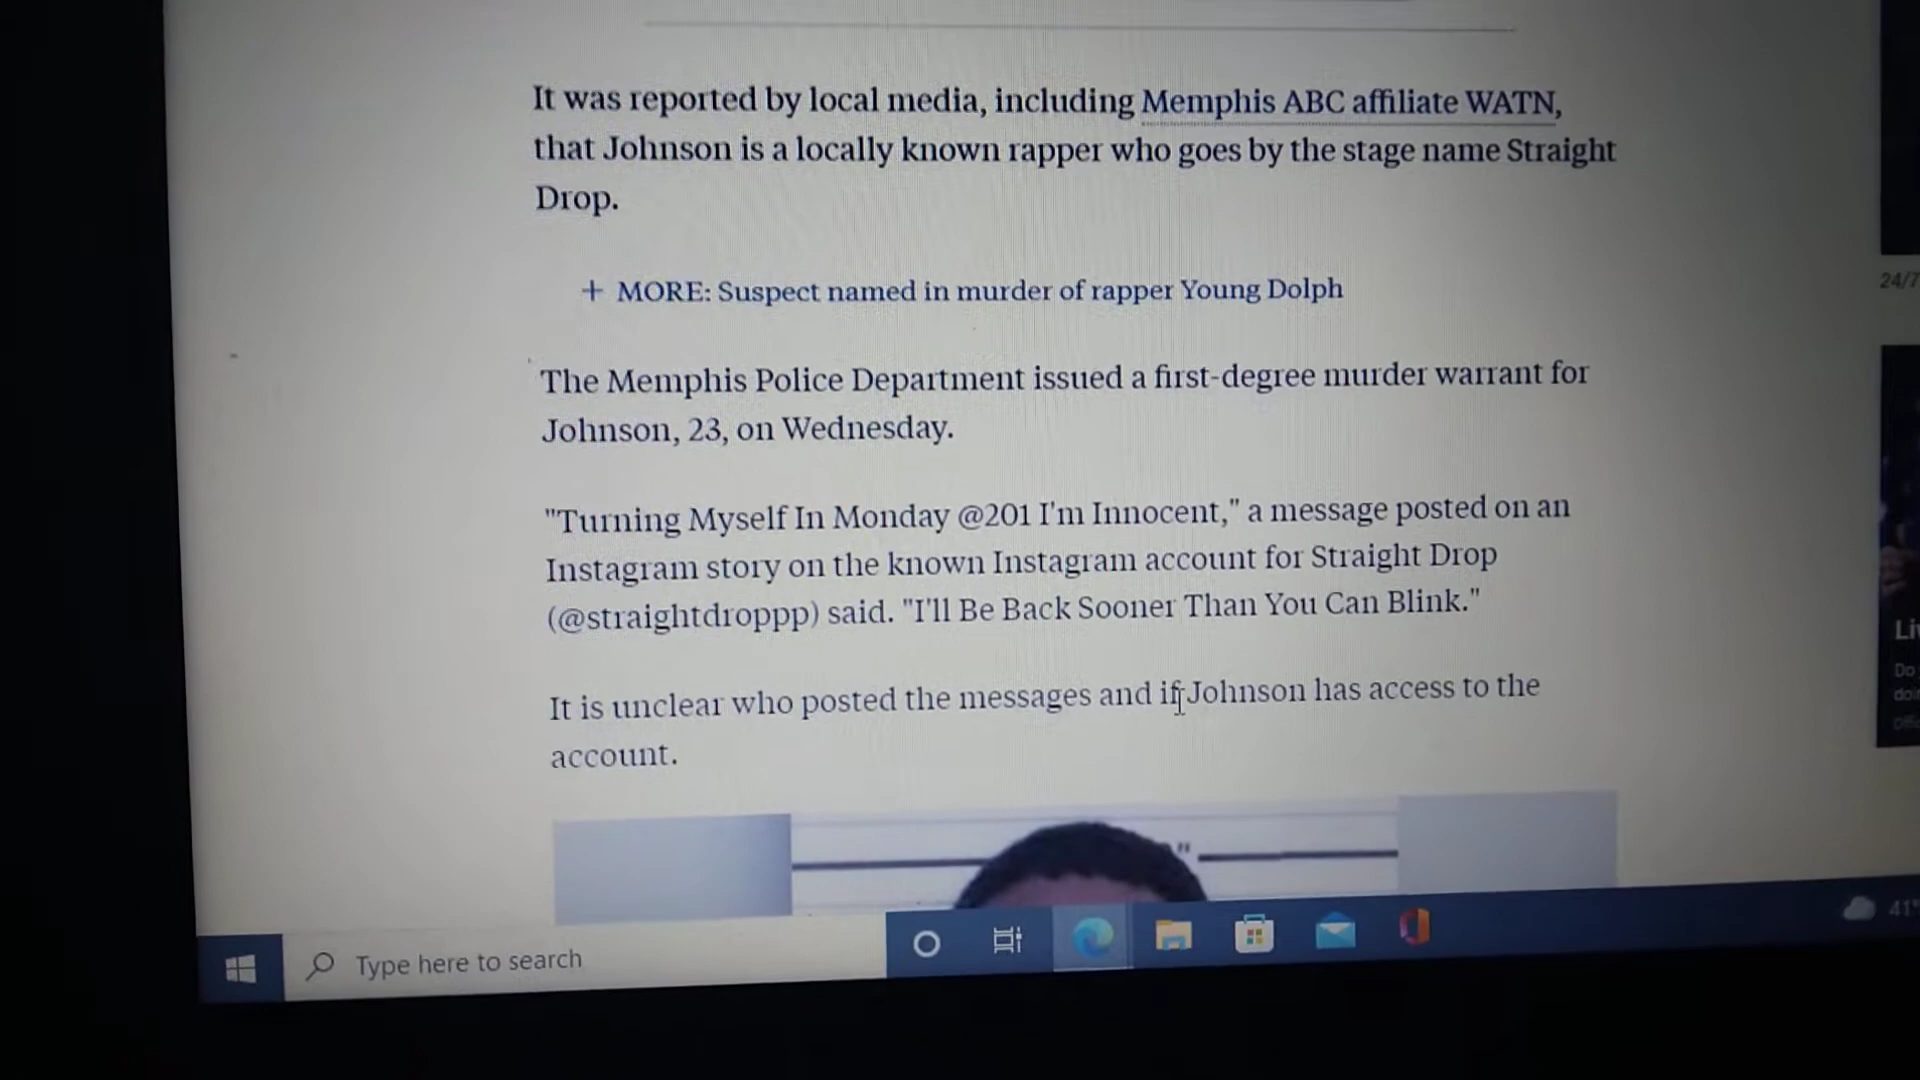 It was reported by local media, including Memphis ABC affiliate WATN,
that Johnson is a locally known rapper who goes by the stage name Straight
Drop.
+ MORE: Suspect named in murder of rapper Young Dolph
The Memphis Police Department issued a first-degree murder warrant for
Johnson, 23, on Wednesday.
"Turning Myself In Monday @201 I'm Innocent," a message posted on an
Instagram story on the known Instagram account for Straight Drop
(@straightdroppp) said. "I'll Be Back Sooner Than You Can Blink."
It is unclear who posted the messages and if Johnson has access to the
account.
24/7
Do
Type here to search
41°